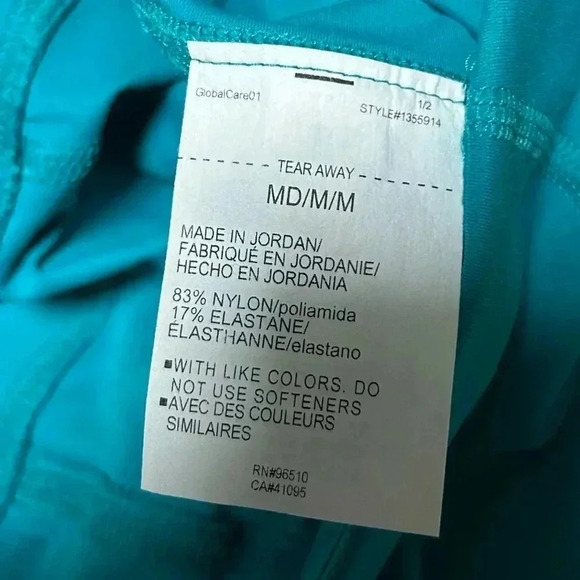 GlobalCare01
1/2
STYLE#1355914
TEAR AWAY
MD/M/M
MADE IN JORDAN/
FABRIQUÉ EN JORDANIE/
HECHO EN JORDANIA
83% NYLON/poliamida
17% ELASTANE/
ÉLASTHANNE/elastano
▪WITH LIKE COLORS. DO
NOT USE SOFTENERS
▪AVEC DES COULEURS
SIMILAIRES
RN#96510
CA#41095